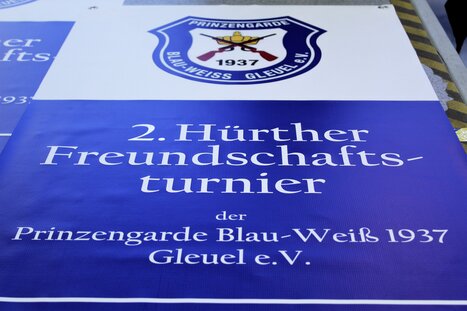 PRINZENGARDE
1937
BLAU-WEISS GLEUEL e.V.
2. Hürther
Freundschafts-
turnier
der
Prinzengarde Blau-Weiß 1937
Gleuel e.V.